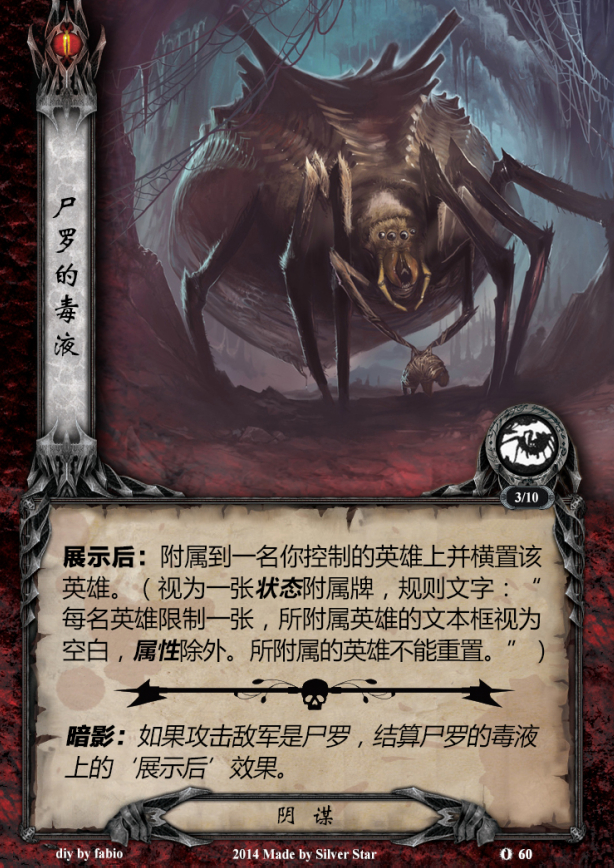 尸罗的毒液
3/10
展示后：附属到一名你控制的英雄上并横置该
英雄。（视为一张状态附属牌，规则文字：“
每名英雄限制一张，所附属英雄的文本框视为
空白，属性除外。所附属的英雄不能重置。”）
暗影：如果攻击敌军是尸罗，结算尸罗的毒液
上的‘展示后’效果。
阴谋
diy by fabio
2014 Made by Silver Star
60